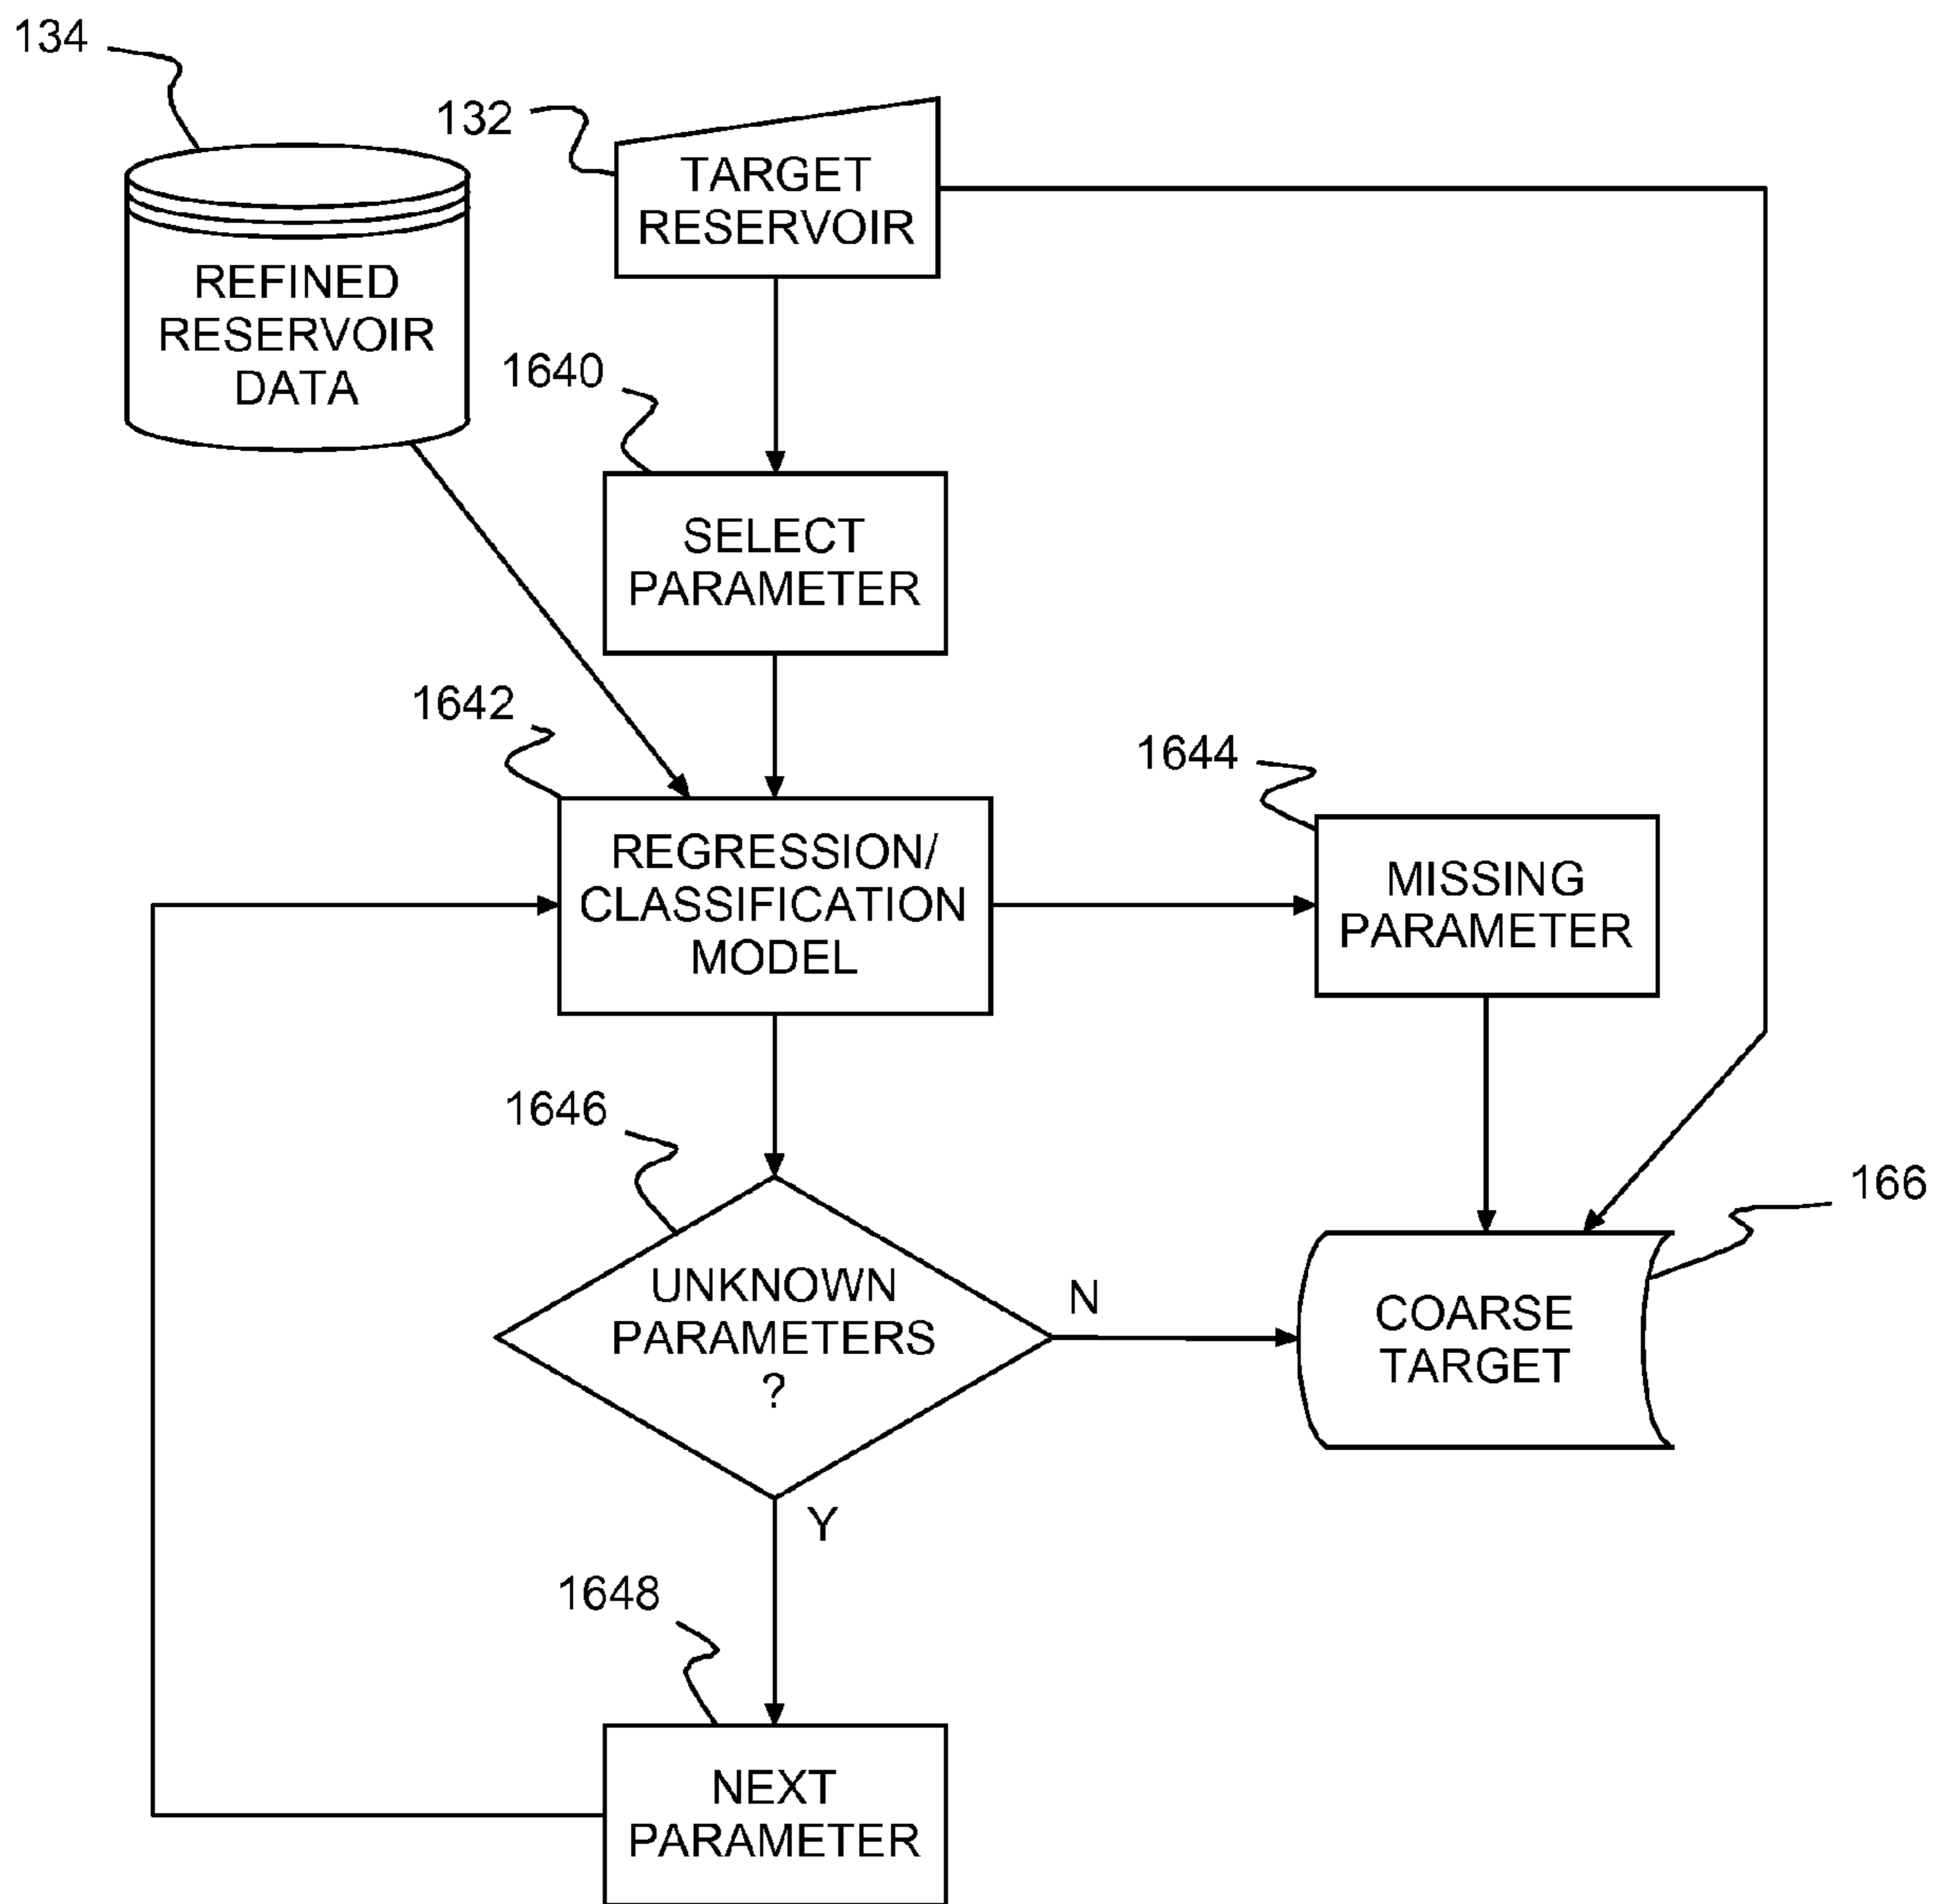 134
132
TARGET
RESERVOIR
REFINED
RESERVOIR
DATA
1640
SELECT
PARAMETER
1642
1644
REGRESSION/
CLASSIFICATION
MODEL
MISSING
PARAMETER
1646
166
UNKNOWN
PARAMETERS
?
N
COARSE
TARGET
Y
1648
NEXT
PARAMETER